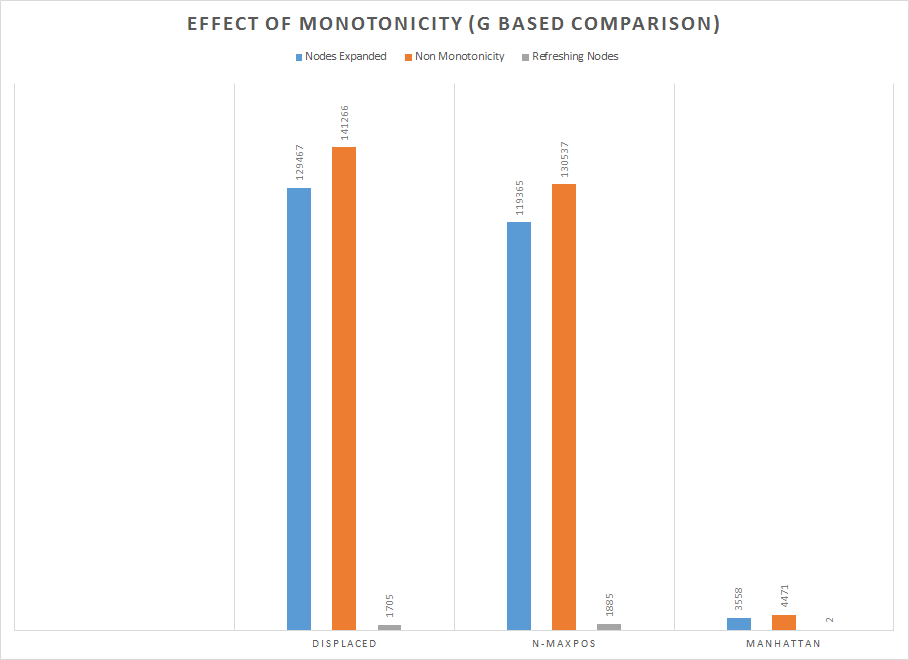 EFFECT OF MONOTONICITY (G BASED COMPARISON)
Nodes Expanded Non Monotonicity Refreshing Nodes
129467 141266 1705 119365 130537 1885 3558 4471 2
DISPLACED N-MAXPOS MANHATTAN